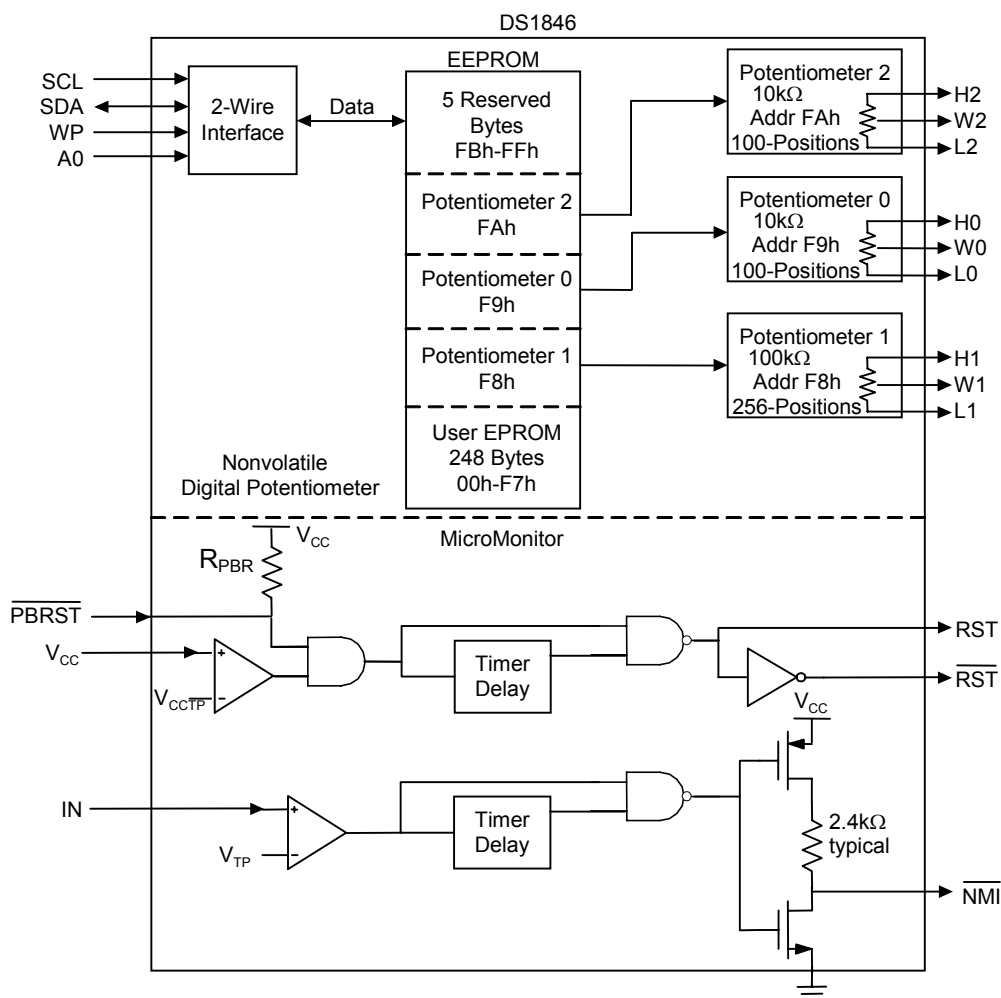 DS1846
SCL
SDA
WP
A0
2-Wire
Interface
Data
EEPROM
5 Reserved
Bytes
FBh-FFh
Potentiometer 2
FAh
Potentiometer 0
F9h
Potentiometer 1
F8h
User EPROM
248 Bytes
00h-F7h
Potentiometer 2
10kΩ
Addr FAh
100-Positions
H2
W2
L2
Potentiometer 0
10kΩ
Addr F9h
100-Positions
H0
W0
L0
Potentiometer 1
100kΩ
Addr F8h
256-Positions
H1
W1
L1
Nonvolatile
Digital Potentiometer
MicroMonitor
VCC
RPBR
PBRST
VCC
+
VCCTP
−
Timer
Delay
RST
RST
VCC
IN
+
VTP
−
Timer
Delay
2.4kΩ
typical
NMI